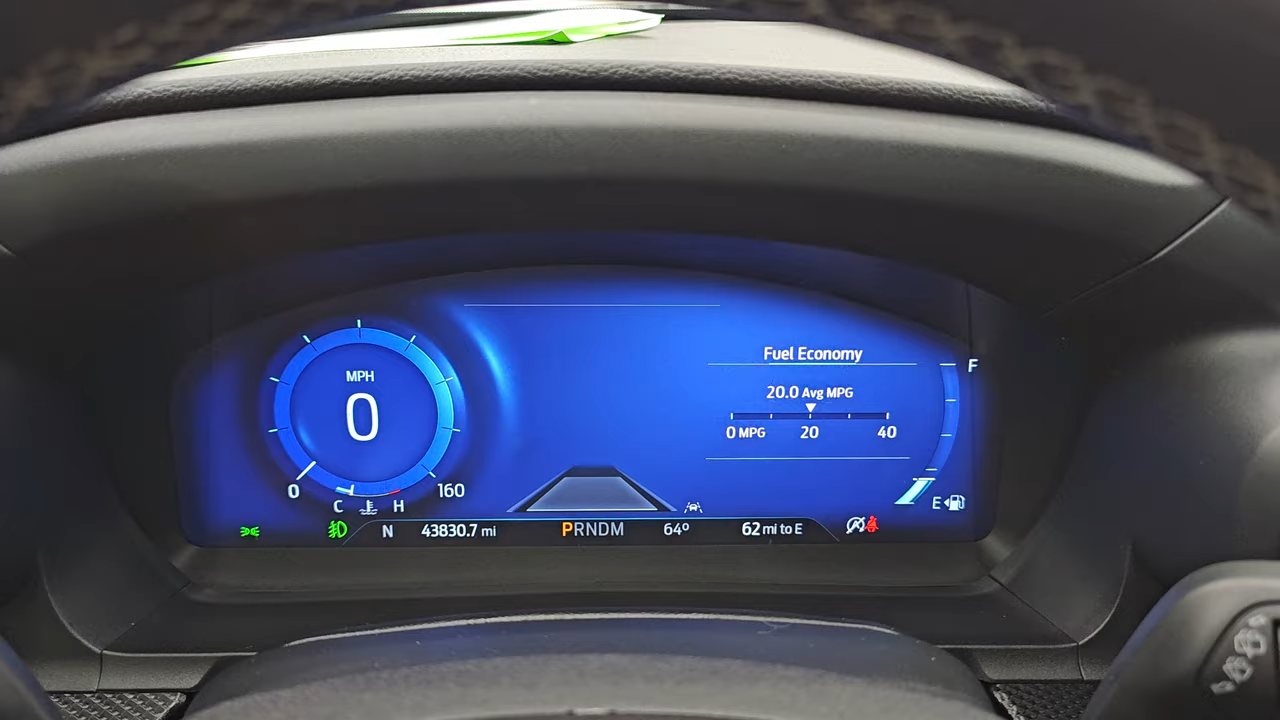 MPH
0
0
160
C
H
Fuel Economy
20.0 Avg MPG
0 MPG
20
40
F
E
N
43830.7 mi
PRNDM
64º
62 mi to E